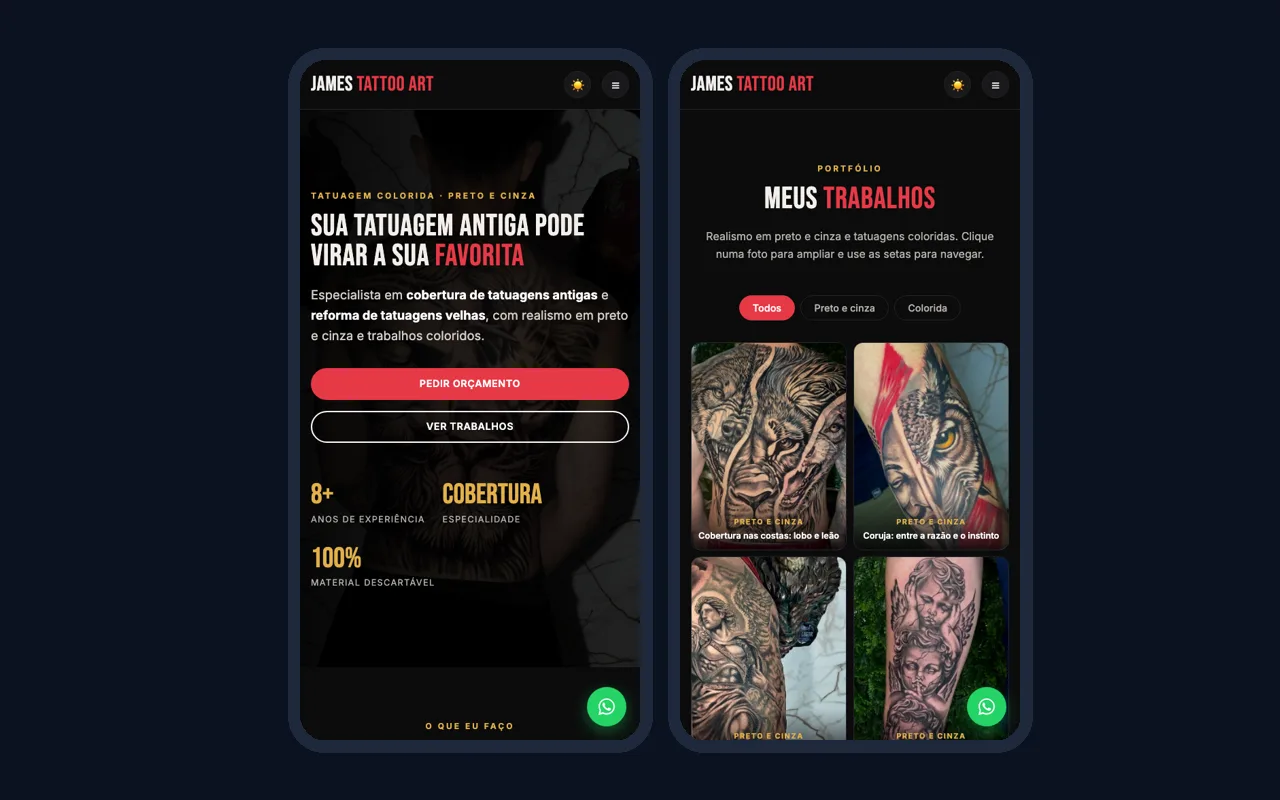 JAMES TATTOO ART
TATUAGEM COLORIDA · PRETO E CINZA
SUA TATUAGEM ANTIGA PODE
VIRAR A SUA FAVORITA
Especialista em cobertura de tatuagens antigas e
reforma de tatuagens velhas, com realismo em preto
e cinza e trabalhos coloridos.
PEDIR ORÇAMENTO
VER TRABALHOS
8+
ANOS DE EXPERIÊNCIA
COBERTURA
ESPECIALIDADE
100%
MATERIAL DESCARTÁVEL
O QUE EU FAÇO
JAMES TATTOO ART
PORTFÓLIO
MEUS TRABALHOS
Realismo em preto e cinza e tatuagens coloridas. Clique
numa foto para ampliar e use as setas para navegar.
Todos
Preto e cinza
Colorida
PRETO E CINZA
Cobertura nas costas: lobo e leão
PRETO E CINZA
Coruja: entre a razão e o instinto
PRETO E CINZA
PRETO E CINZA